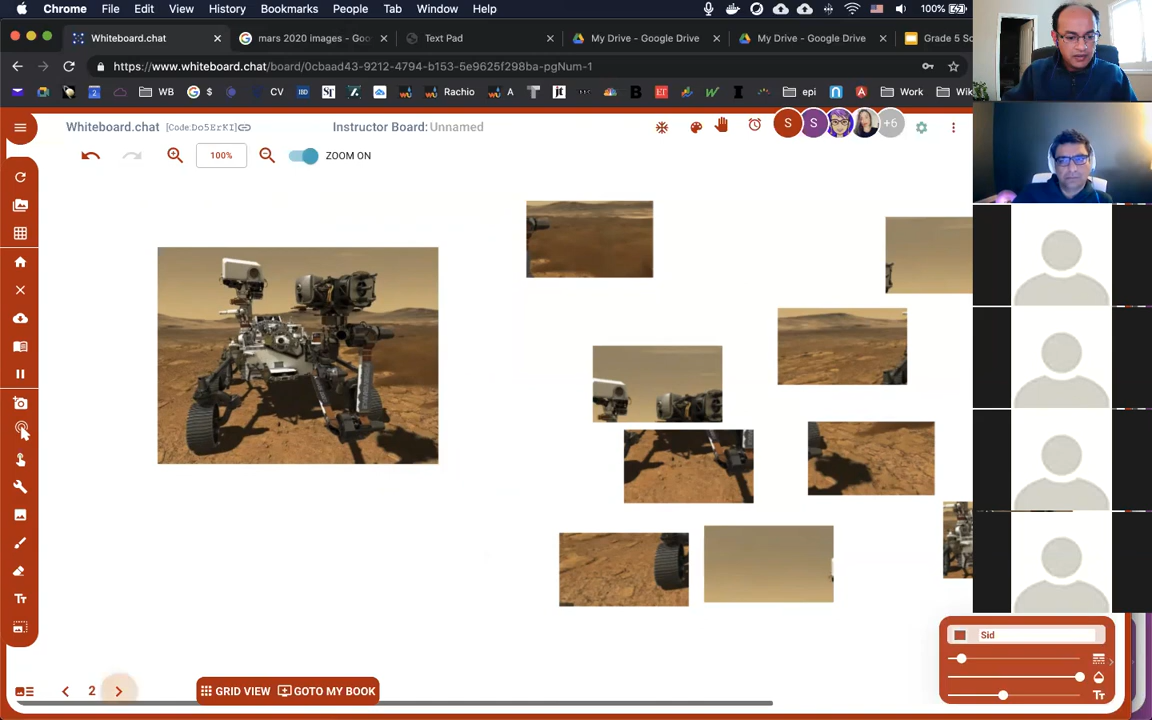 Chrome File Edit View History Bookmarks People Tab Window Help 100%
Whiteboard.chat mars 2020 images - Goo Text Pad My Drive - Google Drive My Drive - Google Drive Grade 5 Sc
https://www.whiteboard.chat/board/0cbaad43-9212-4794-b153-5e9625f298ba-pgNum-1
WB $ CV Rachio A epi Work Wik
Whiteboard.chat [Code:Do5ErKI] Instructor Board: Unnamed S S +6
100% ZOOM ON
Sid
2 GRID VIEW GOTO MY BOOK